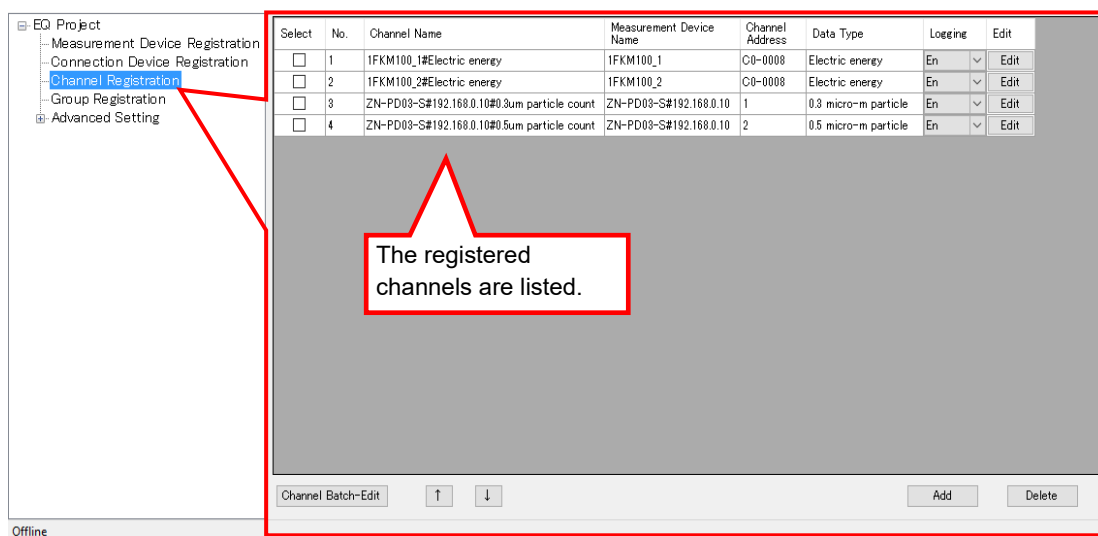 EQ Project
Measurement Device Registration
Connection Device Registration
Channel Registration
Group Registration
Advanced Setting
Select No. Channel Name Measurement Device Name Channel Address Data Type Logging Edit
1 1FKM100_1#Electric energy 1FKM100_1 C0-0008 Electric energy En Edit
2 1FKM100_2#Electric energy 1FKM100_2 C0-0008 Electric energy En Edit
3 ZN-PD03-S#192.168.0.10#0.3um particle count ZN-PD03-S#192.168.0.10 1 0.3 micro-m particle En Edit
4 ZN-PD03-S#192.168.0.10#0.5um particle count ZN-PD03-S#192.168.0.10 2 0.5 micro-m particle En Edit
The registered
channels are listed.
Channel Batch-Edit ↑ ↓ Add Delete
Offline